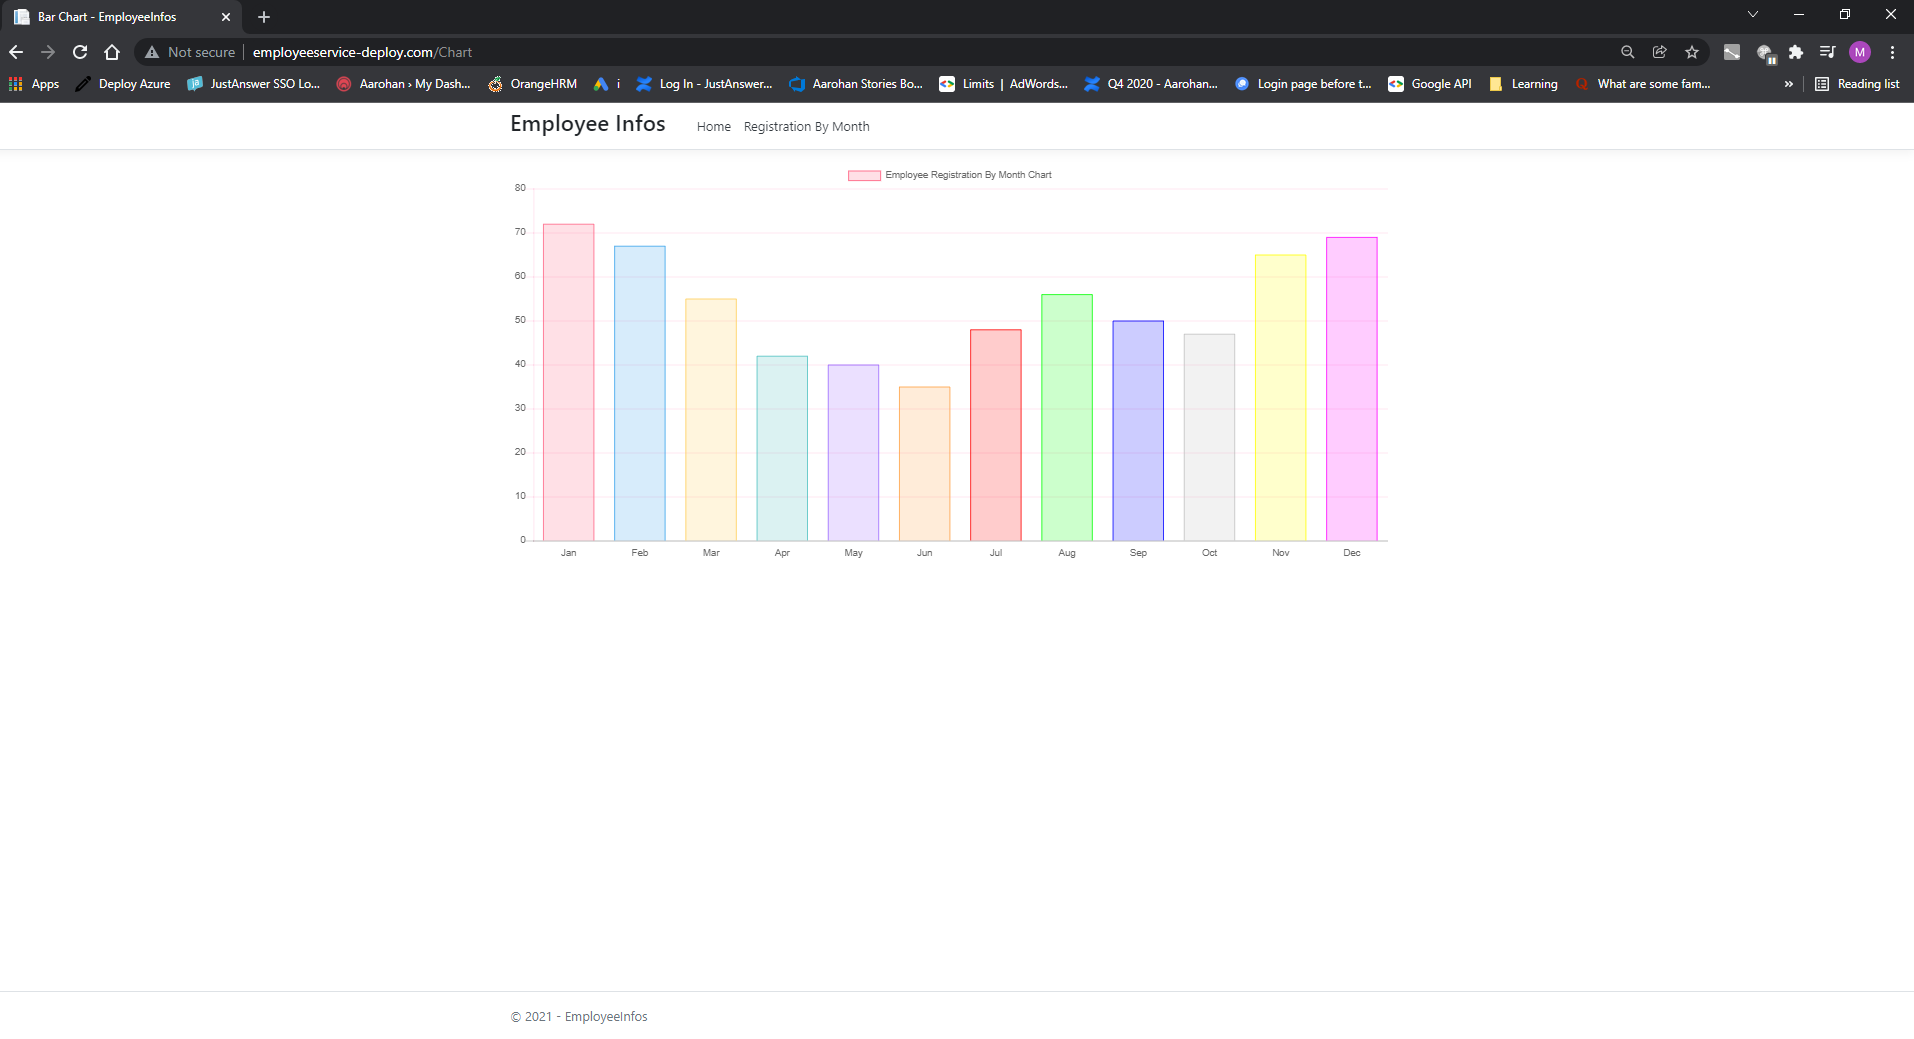 Bar Chart - EmployeeInfos
Not secure employeeservice-deploy.com/Chart
M
Apps Deploy Azure ja JustAnswer SSO Lo... Aarohan › My Dash... OrangeHRM i Log In - JustAnswer... Aarohan Stories Bo... Limits | AdWords... Q4 2020 - Aarohan... Login page before t... Google API Learning Q What are some fam... » Reading list
Employee Infos Home Registration By Month
Employee Registration By Month Chart
80
70
60
50
40
30
20
10
0
Jan Feb Mar Apr May Jun Jul Aug Sep Oct Nov Dec
© 2021 - EmployeeInfos